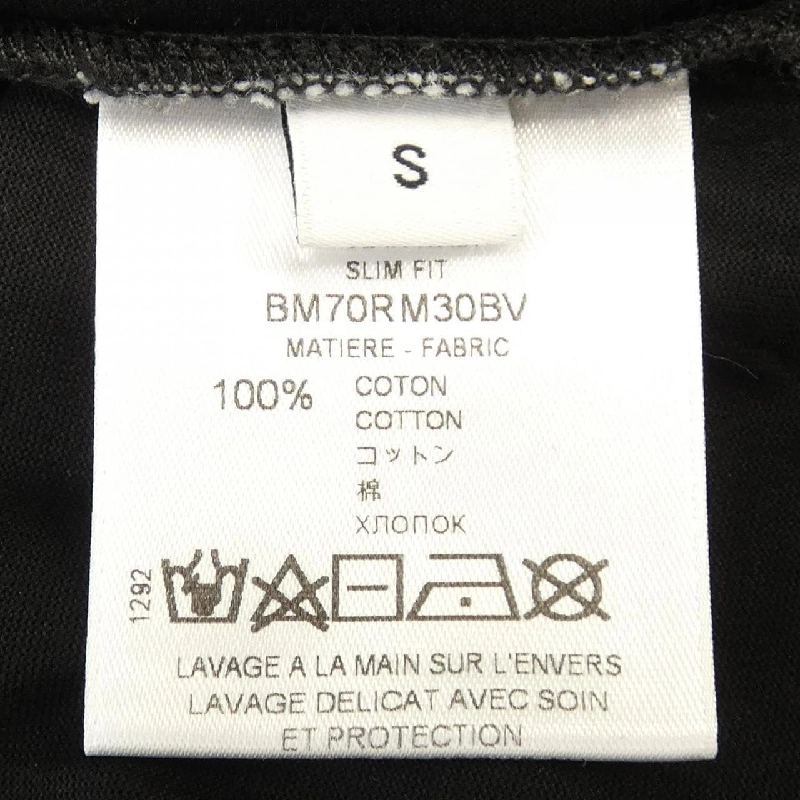 S
SLIM FIT
BM70RM30BV
MATIERE - FABRIC
100% COTON
COTTON
コットン
棉
ХЛОПОК
1292
LAVAGE A LA MAIN SUR L'ENVERS
LAVAGE DELICAT AVEC SOIN
ET PROTECTION